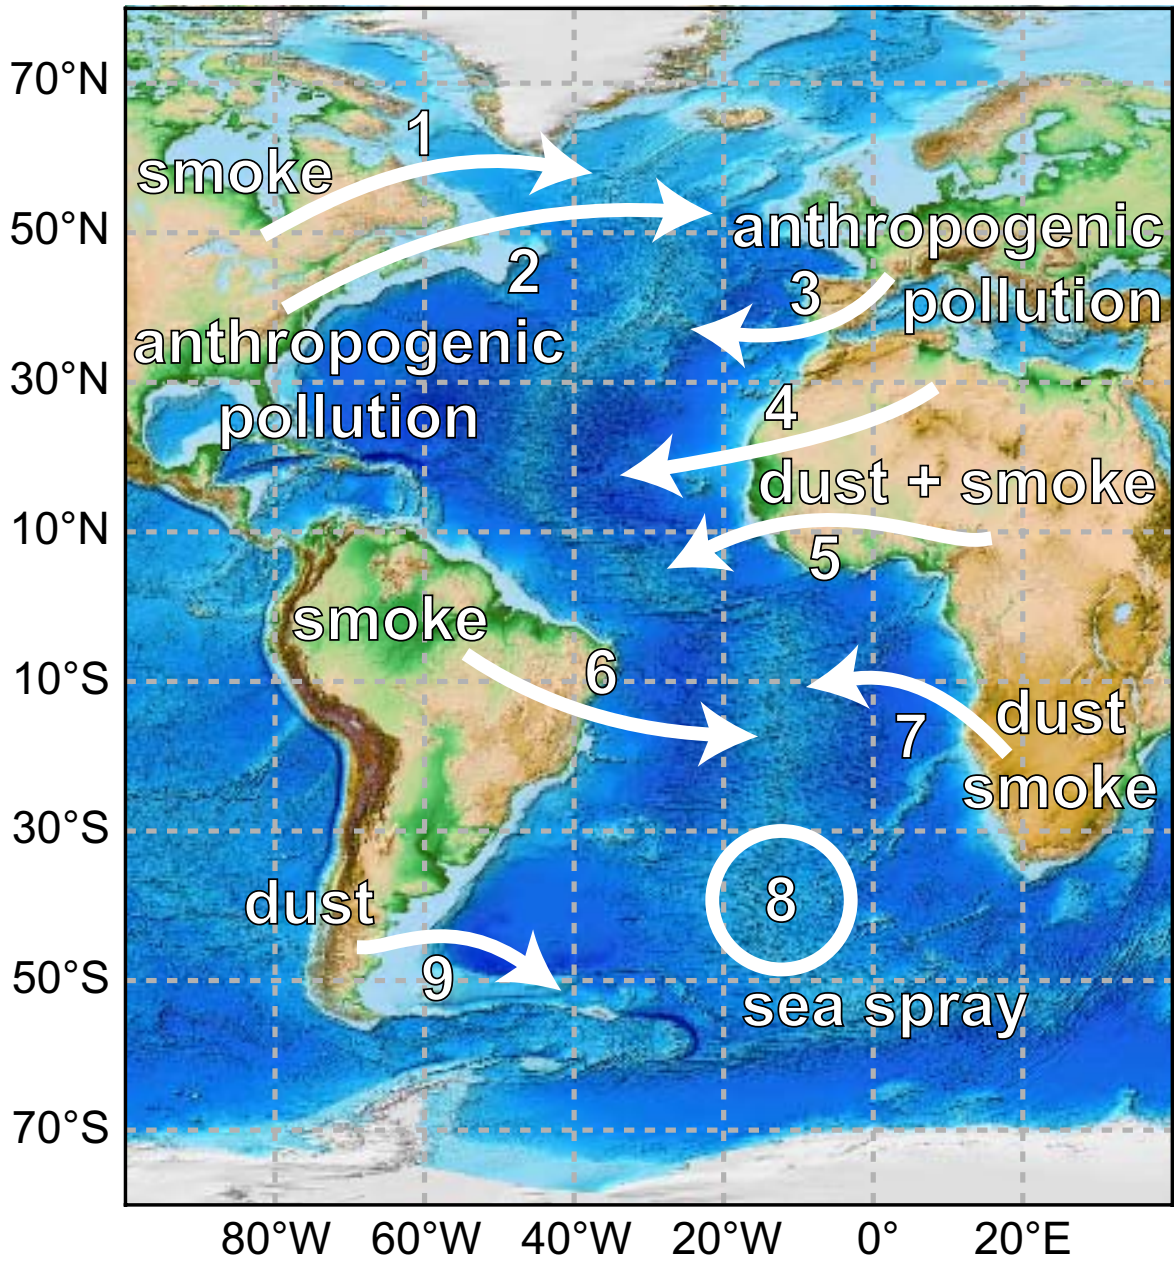 70°N
1
smoke
50°N
anthropogenic
2
3
pollution
anthropogenic
30°N
4
pollution
dust + smoke
10°N
5
smoke
6
10°S
dust
7
smoke
30°S
dust
8
50°S
9
sea spray
70°S
80°W 60°W 40°W 20°W 0° 20°E